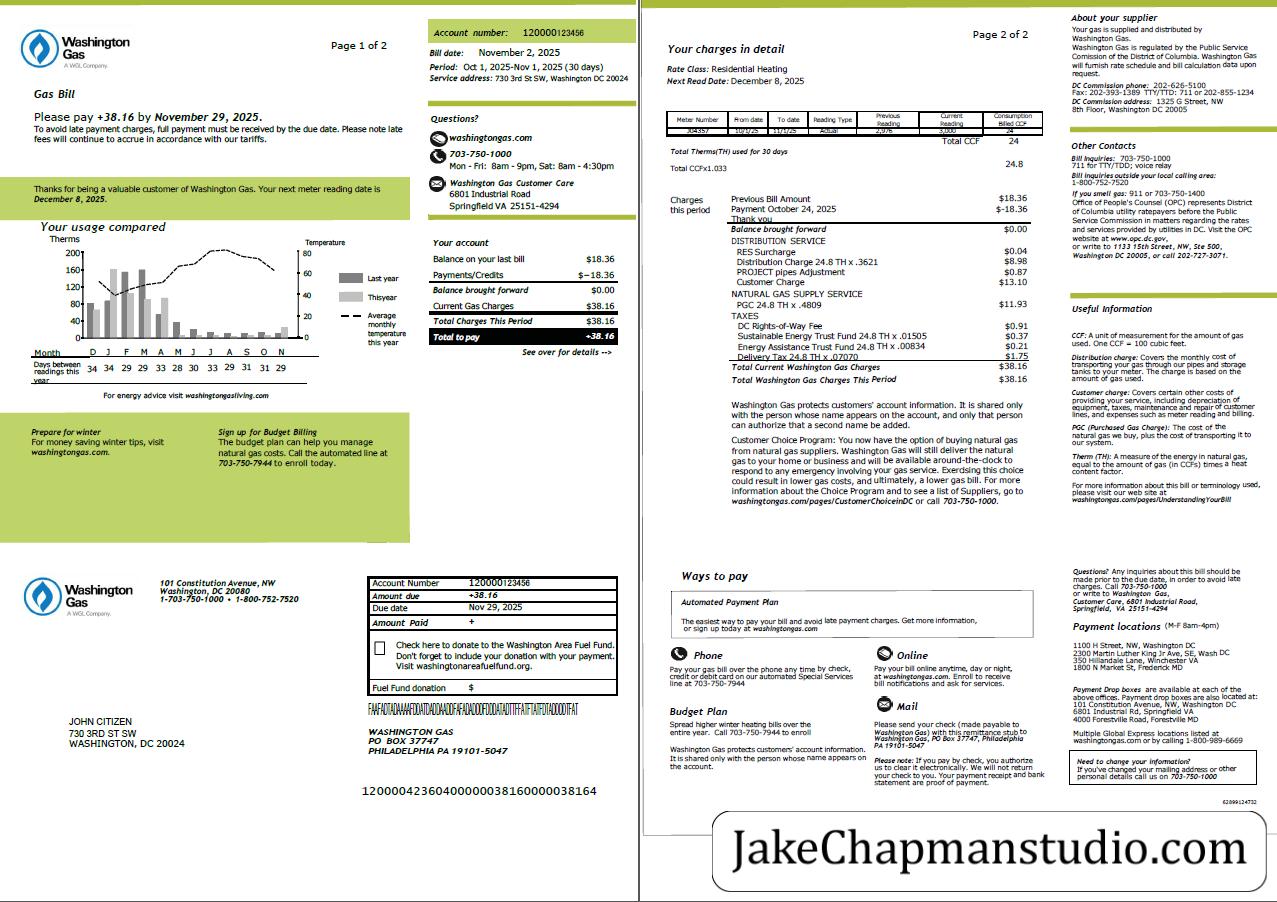 Washington
Gas
A WGL Company.
Page 1 of 2
Account number: 120000123456
Bill date: November 2, 2025
Period: Oct 1, 2025-Nov 1, 2025 (30 days)
Service address: 730 3rd St SW, Washington DC 20024
Gas Bill
Please pay +38.16 by November 29, 2025.
To avoid late payment charges, full payment must be received by the due date. Please note late
fees will continue to accrue in accordance with our tariffs.
Questions?
washingtongas.com
703-750-1000
Mon - Fri: 8am - 9pm, Sat: 8am - 4:30pm
Washington Gas Customer Care
6801 Industrial Road
Springfield VA 25151-4294
Thanks for being a valuable customer of Washington Gas. Your next meter reading date is
December 8, 2025.
Your usage compared
Therms
Temperature
200
160
120
80
40
0
80
60
40
20
0
Last year
Thisyear
Average
monthly
temperature
this year
Month D J F M A M J J A S O N
Days between
readings this
year
34 34 29 29 33 28 30 33 29 31 31 29
For energy advice visit washingtongasliving.com
Your account
Balance on your last bill $18.36
Payments/Credits $−18.36
Balance brought forward $0.00
Current Gas Charges $38.16
Total Charges This Period $38.16
Total to pay +38.16
See over for details -->
Prepare for winter
For money saving winter tips, visit
washingtongas.com.
Sign up for Budget Billing
The budget plan can help you manage
natural gas costs. Call the automated line at
703-750-7944 to enroll today.
Washington
Gas
A WGL Company.
101 Constitution Avenue, NW
Washington, DC 20080
1-703-750-1000 • 1-800-752-7520
Account Number 120000123456
Amount due +38.16
Due date Nov 29, 2025
Amount Paid +
Check here to donate to the Washington Area Fuel Fund.
Don't forget to include your donation with your payment.
Visit washingtonareafuelfund.org.
Fuel Fund donation $
JOHN CITIZEN
730 3RD ST SW
WASHINGTON, DC 20024
WASHINGTON GAS
PO BOX 37747
PHILADELPHIA PA 19101-5047
1200004236040000003816000003​8164
Page 2 of 2
Your charges in detail
Rate Class: Residential Heating
Next Read Date: December 8, 2025
Meter Number From date To date Reading Type Previous Reading Current Reading Consumption Billed CCF
J04357 10/1/25 11/1/25 Actual 2,976 3,000 24
Total CCF 24
Total Therms(TH) used for 30 days
Total CCFx1.033 24.8
Charges
this period
Previous Bill Amount $18.36
Payment October 24, 2025 $-18.36
Thank you
Balance brought forward $0.00
DISTRIBUTION SERVICE
RES Surcharge $0.04
Distribution Charge 24.8 TH x .3621 $8.98
PROJECT pipes Adjustment $0.87
Customer Charge $13.10
NATURAL GAS SUPPLY SERVICE
PGC 24.8 TH x .4809 $11.93
TAXES
DC Rights-of-Way Fee $0.91
Sustainable Energy Trust Fund 24.8 TH x .01505 $0.37
Energy Assistance Trust Fund 24.8 TH x .00834 $0.21
Delivery Tax 24.8 TH x .07070 $1.75
Total Current Washington Gas Charges $38.16
Total Washington Gas Charges This Period $38.16
Washington Gas protects customers' account information. It is shared only
with the person whose name appears on the account, and only that person
can authorize that a second name be added.
Customer Choice Program: You now have the option of buying natural gas
from natural gas suppliers. Washington Gas will still deliver the natural
gas to your home or business and will be available around-the-clock to
respond to any emergency involving your gas service. Exerdsing this choice
could result in lower gas costs, and ultimately, a lower gas bill. For more
information about the Choice Program and to see a list of Suppliers, go to
washingtongas.com/pages/CustomerChoiceinDC or call 703-750-1000.
About your supplier
Your gas is supplied and distributed by
Washington Gas.
Washington Gas is regulated by the Public Service
Comission of the District of Columbia. Washington Gas
will furnish rate schedule and bill calculation data upon
request.
DC Commission phone: 202-626-5100
Fax: 202-393-1389 TTY/TTD: 711 or 202-855-1234
DC Commission address: 1325 G Street, NW
8th Floor, Washington DC 20005
Other Contacts
Bill Inquiries: 703-750-1000
711 for TTY/TDD; voice relay
Bill inquiries outside your local calling area:
1-800-752-7520
If you smell gas: 911 or 703-750-1400
Office of People's Counsel (OPC) represents District
of Columbia utility ratepayers before the Public
Service Commission in matters regarding the rates
and services provided by utilities in DC. Visit the OPC
website at www.opc.dc.gov,
or write to 1133 15th Street, NW, Ste 500,
Washington DC 20005, or call 202-727-3071.
Useful Information
CCF: A unit of measurement for the amount of gas
used. One CCF = 100 cubic feet.
Distribution charge: Covers the monthly cost of
transporting your gas through our pipes and storage
tanks to your meter. The charge is based on the
amount of gas used.
Customer charge: Covers certain other costs of
providing your service, including depreciation of
equipment, taxes, maintenance and repair of customer
lines, and expenses such as meter reading and billing.
PGC (Purchased Gas Charge): The cost of the
natural gas we buy, plus the cost of transporting it to
our system.
Therm (TH): A measure of the energy in natural gas,
equal to the amount of gas (in CCFs) times a heat
content factor.
For more information about this bill or terminology used,
please visit our web site at
washingtongas.com/pages/UnderstandingYourBill
Ways to pay
Automated Payment Plan
The easiest way to pay your bill and avoid late payment charges. Get more information,
or sign up today at washingtongas.com
Phone
Pay your gas bill over the phone any time by check,
credit or debit card on our automated Special Services
line at 703-750-7944
Budget Plan
Spread higher winter heating bills over the
entire year. Call 703-750-7944 to enroll
Washington Gas protects customers' account information.
It is shared only with the person whose name appears on
the account.
Online
Pay your bill online anytime, day or night,
at washingtongas.com. Enroll to receive
bill notifications and ask for services.
Mail
Please send your check (made payable to
Washington Gas) with this remittance stub to
Washington Gas, PO Box 37747, Philadelphia
PA 19101-5047
Please note: If you pay by check, you authorize
us to clear it electronically. We will not return
your check to you. Your payment receipt and bank
statement are proof of payment.
Questions? Any inquiries about this bill should be
made prior to the due date, in order to avoid late
charges. Call 703-750-1000
or write to Washington Gas,
Customer Care, 6801 Industrial Road,
Springfield, VA 25151-4294
Payment locations (M-F 8am-4pm)
1100 H Street, NW, Washington DC
2300 Martin Luther King Jr Ave, SE, Wash DC
350 Hillandale Lane, Winchester VA
1800 N Market St, Frederick MD
Payment Drop boxes are available at each of the
above offices. Payment drop boxes are also located at:
101 Constitution Avenue, NW, Washington DC
6801 Industrial Rd, Springfield VA
4000 Forestville Road, Forestville MD
Multiple Global Express locations listed at
washingtongas.com or by calling 1-800-989-6669
Need to change your information?
If you've changed your mailing address or other
personal details call us on 703-750-1000
62899124732
JakeChapmanstudio.com